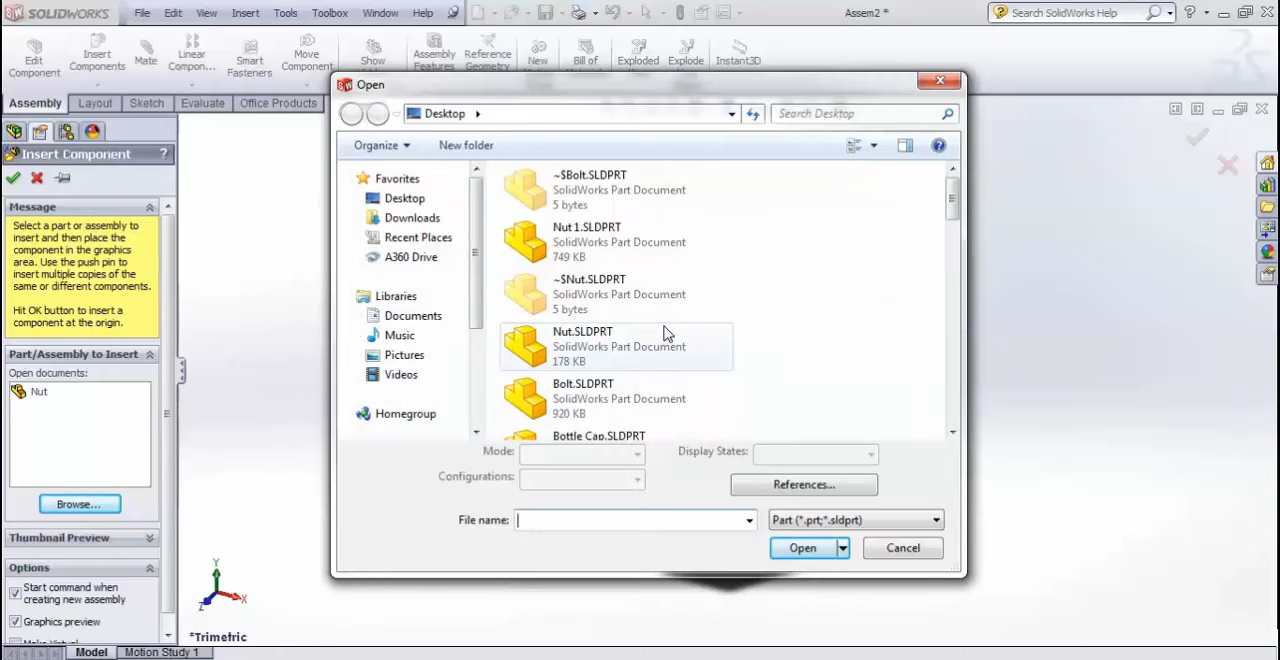 SOLIDWORKS File Edit View Insert Tools Toolbox Window Help Assem2 * Search SolidWorks Help
Edit Component
Insert Components
Mate
Linear Compon...
Smart Fasteners
Move Component
Show
Assembly Features
Reference Geometry
New
Bill of
Exploded
Explode
Instant3D
Assembly Layout Sketch Evaluate Office Products
Insert Component ?
Message
Select a part or assembly to
insert and then place the
component in the graphics
area. Use the push pin to
insert multiple copies of the
same or different components.
Hit OK button to insert a
component at the origin.
Part/Assembly to Insert
Open documents:
Nut
Browse...
Thumbnail Preview
Options
Start command when
creating new assembly
Graphics preview
Open
Desktop
Search Desktop
Organize New folder
Favorites
Desktop
Downloads
Recent Places
A360 Drive
Libraries
Documents
Music
Pictures
Videos
Homegroup
~$Bolt.SLDPRT
SolidWorks Part Document
5 bytes
Nut 1.SLDPRT
SolidWorks Part Document
749 KB
~$Nut.SLDPRT
SolidWorks Part Document
5 bytes
Nut.SLDPRT
SolidWorks Part Document
178 KB
Bolt.SLDPRT
SolidWorks Part Document
920 KB
Bottle Cap.SLDPRT
Mode: Display States:
Configurations:
References...
File name: Part (*.prt;*.sldprt)
Open Cancel
Y
X
Z
*Trimetric
Model Motion Study 1